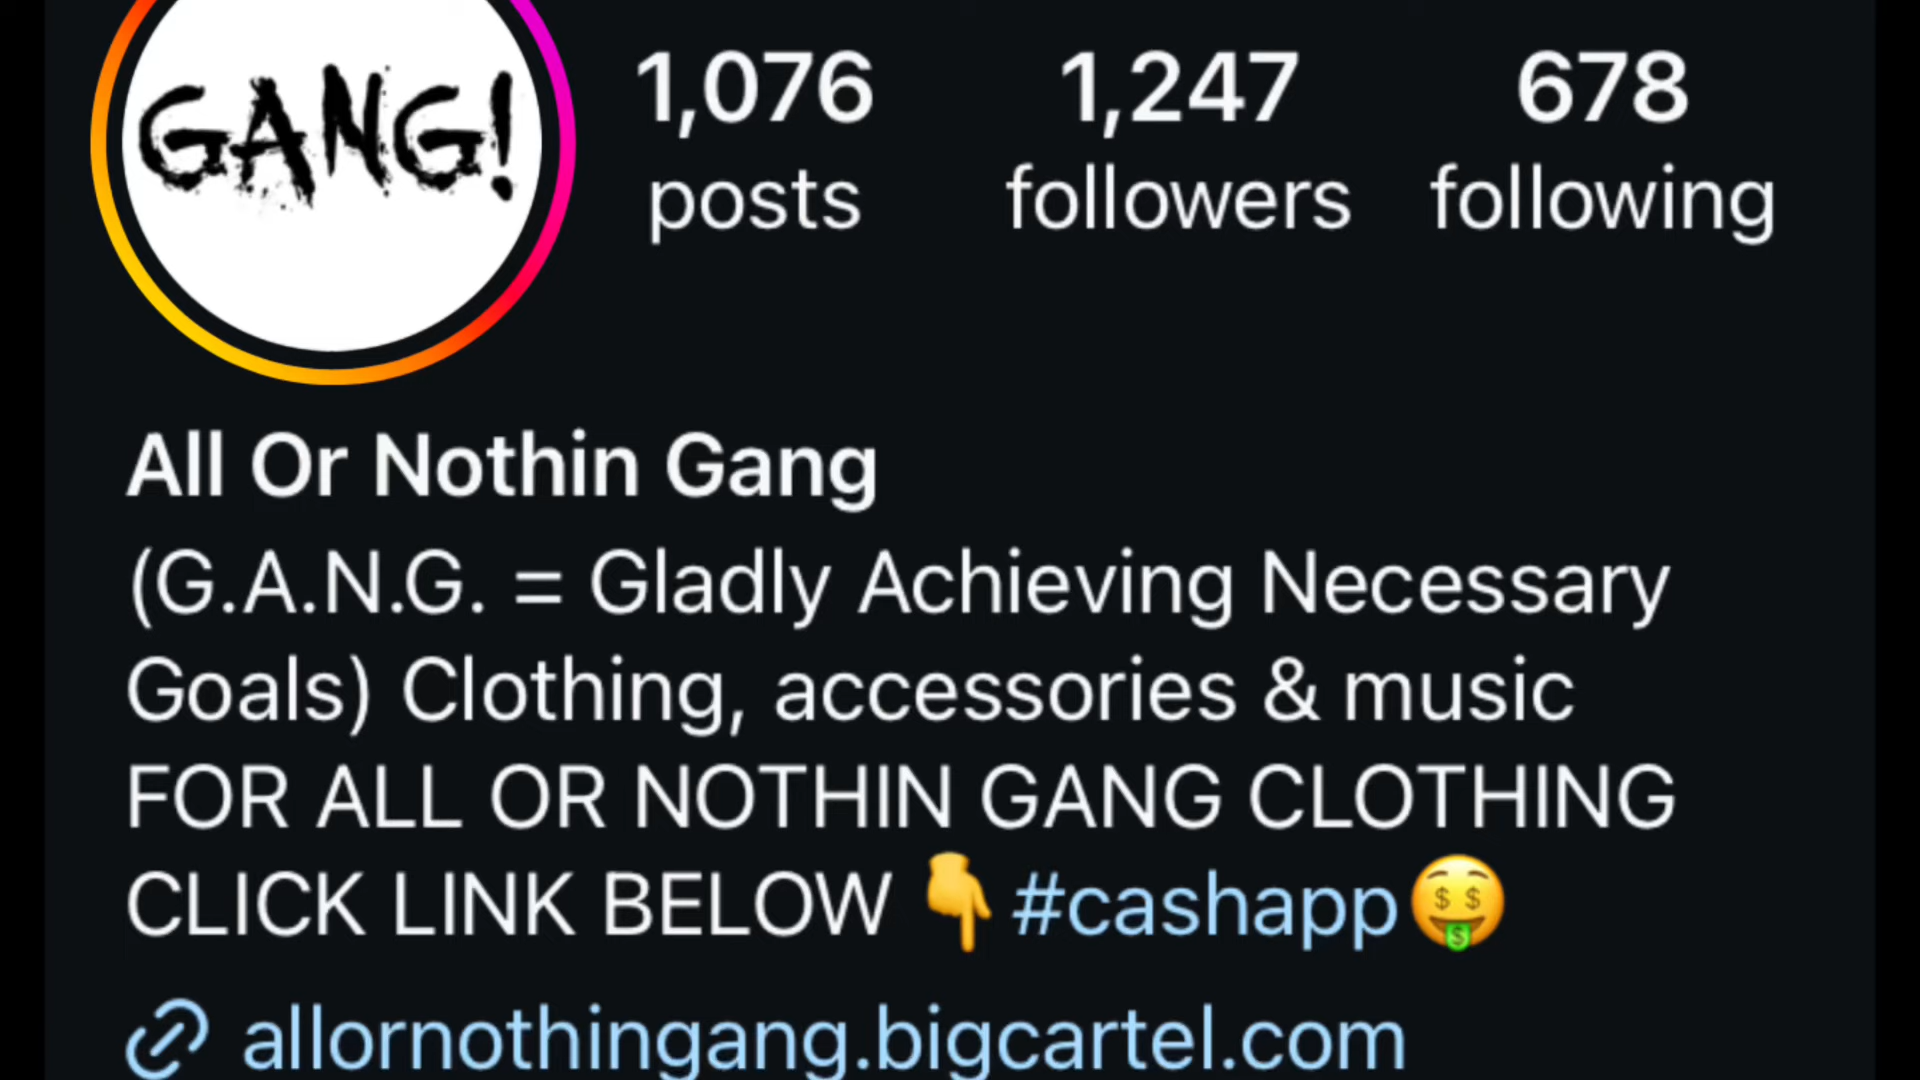 GANG!
1,076 1,247 678
posts followers following
All Or Nothin Gang
(G.A.N.G. = Gladly Achieving Necessary
Goals) Clothing, accessories & music
FOR ALL OR NOTHIN GANG CLOTHING
CLICK LINK BELOW 👇 #cashapp🤑
allornothingang.bigcartel.com